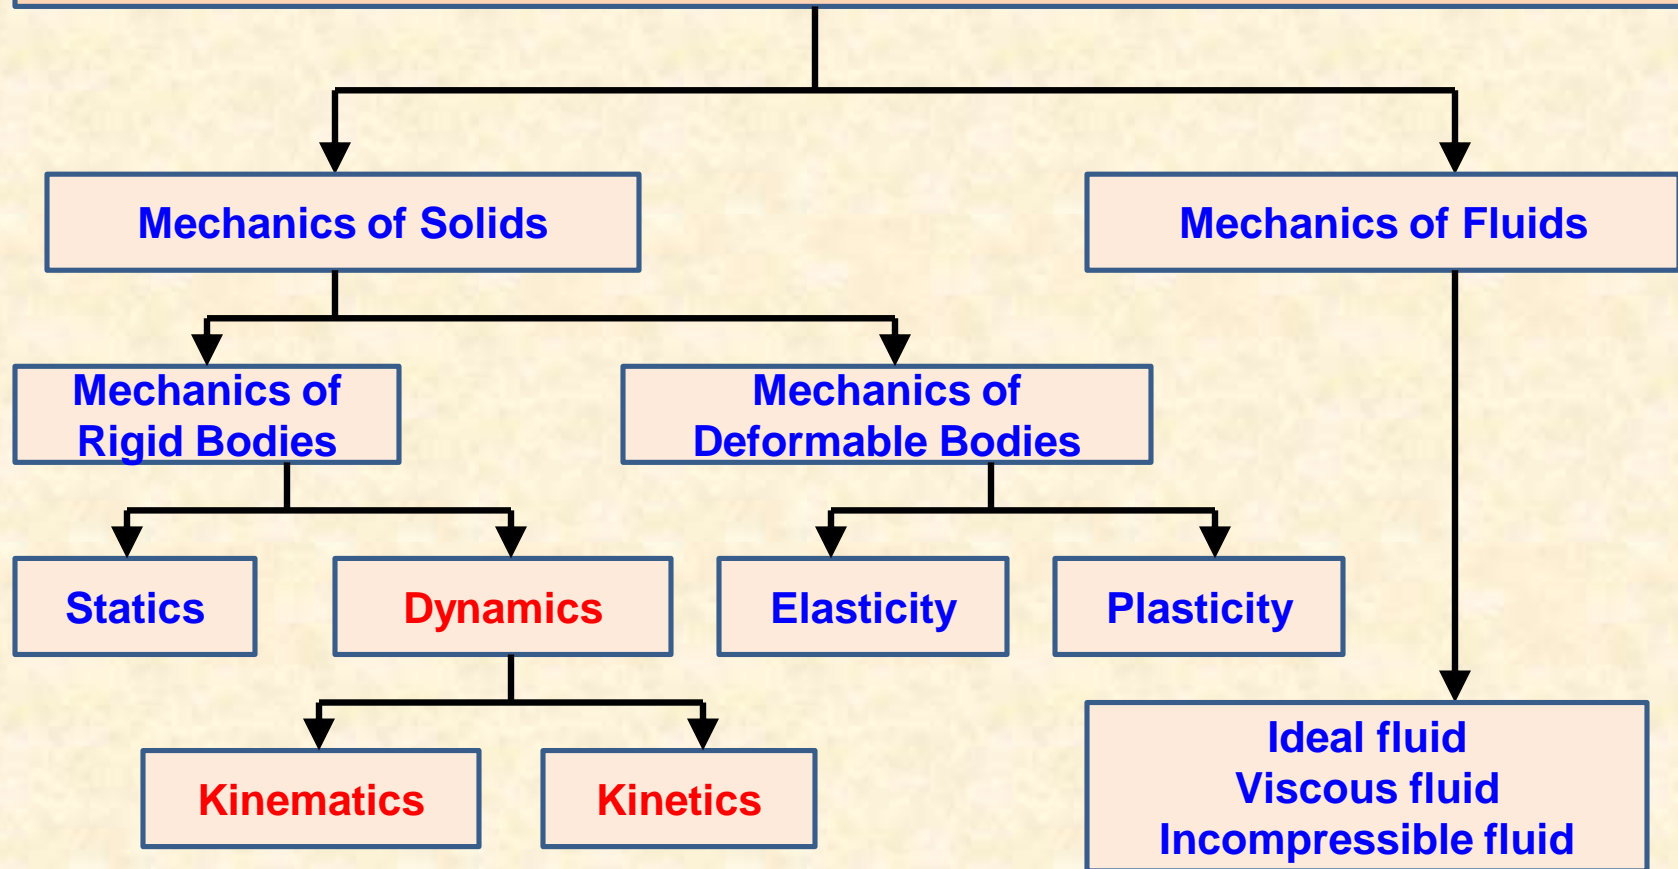 Mechanics of Solids
Mechanics of Fluids
Mechanics of
Rigid Bodies
Mechanics of
Deformable Bodies
Statics
Dynamics
Elasticity
Plasticity
Kinematics
Kinetics
Ideal fluid
Viscous fluid
Incompressible fluid